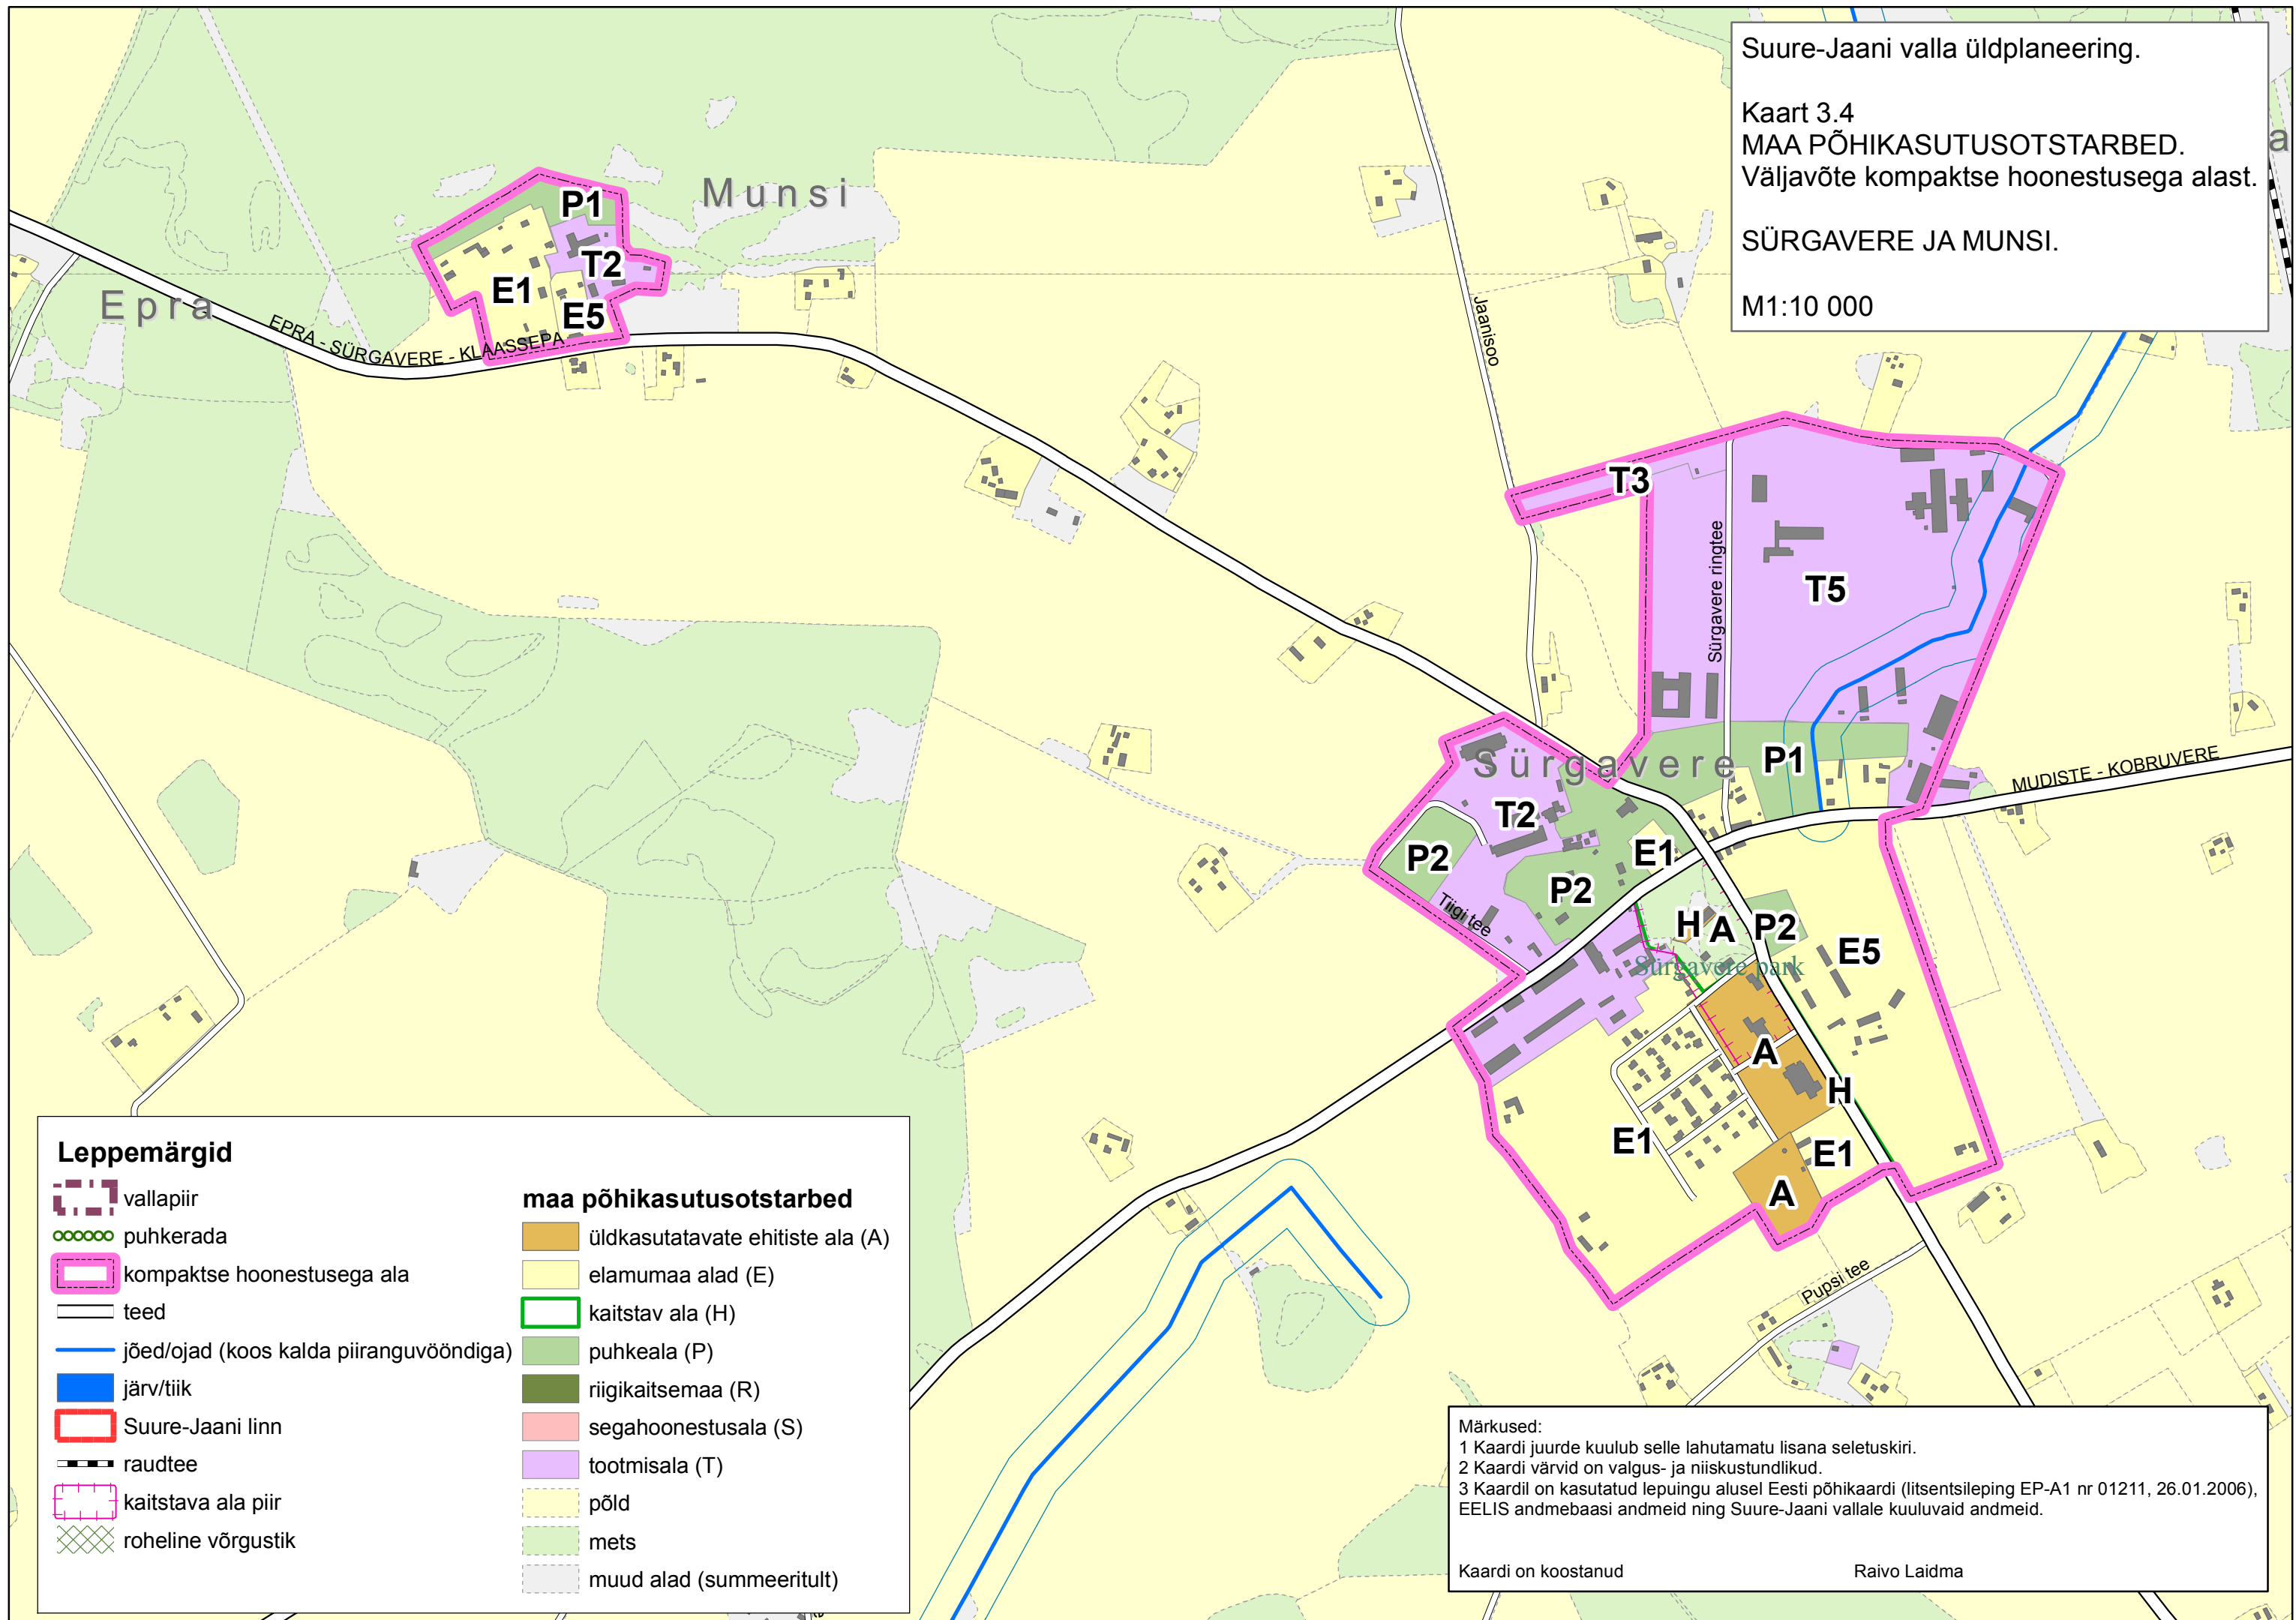 Suure-Jaani valla üldplaneering.
Kaart 3.4
MAA PÕHIKASUTUSOTSTARBED.
Väljavõte kompaktse hoonestusega alast.
SÜRGAVERE JA MUNSI.
M1:10 000
a
Munsi
P1
T2
E1
E5
Epra
EPRA - SÜRGAVERE - KLAASSEPA
Jaanisoo
T3
Sürgavere ringtee
T5
Sürgavere
P1
MUDISTE - KOBRUVERE
T2
P2
E1
P2
Tiigi tee
H
A
P2
E5
Sürgavere park
A
H
E1
E1
A
Pupsi tee
Leppemärgid
vallapiir
puhkerada
kompaktse hoonestusega ala
teed
jõed/ojad (koos kalda piiranguvööndiga)
järv/tiik
Suure-Jaani linn
raudtee
kaitstava ala piir
roheline võrgustik
maa põhikasutusotstarbed
üldkasutatavate ehitiste ala (A)
elamumaa alad (E)
kaitstav ala (H)
puhkeala (P)
riigikaitsemaa (R)
segahoonestusala (S)
tootmisala (T)
põld
mets
muud alad (summeeritult)
Märkused:
1 Kaardi juurde kuulub selle lahutamatu lisana seletuskiri.
2 Kaardi värvid on valgus- ja niiskustundlikud.
3 Kaardil on kasutatud lepuingu alusel Eesti põhikaardi (litsentsileping EP-A1 nr 01211, 26.01.2006),
EELIS andmebaasi andmeid ning Suure-Jaani vallale kuuluvaid andmeid.
Kaardi on koostanud Raivo Laidma